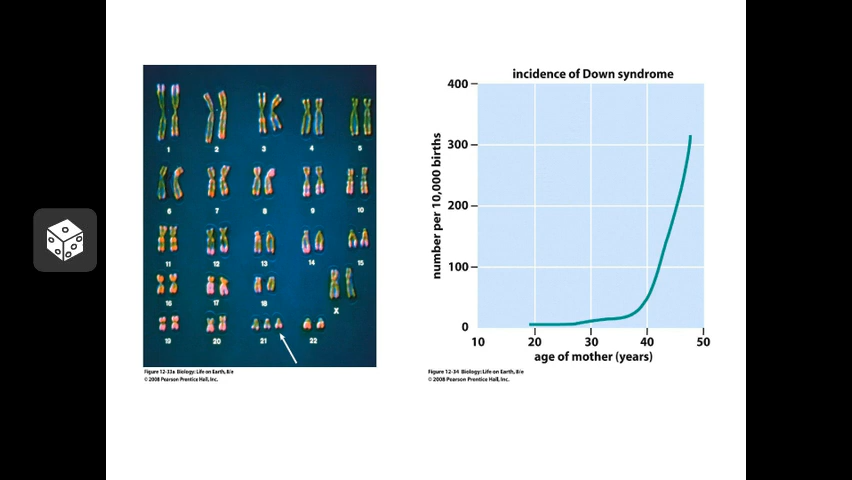 1 2 3 4 5
6 7 8 9 10
11 12 13 14 15
16 17 18 X
19 20 21 22
Figure 12-33a Biology: Life on Earth, 8/e
© 2008 Pearson Prentice Hall, Inc.
incidence of Down syndrome
number per 10,000 births
400
300
200
100
0
10 20 30 40 50
age of mother (years)
Figure 12-34 Biology: Life on Earth, 8/e
© 2008 Pearson Prentice Hall, Inc.